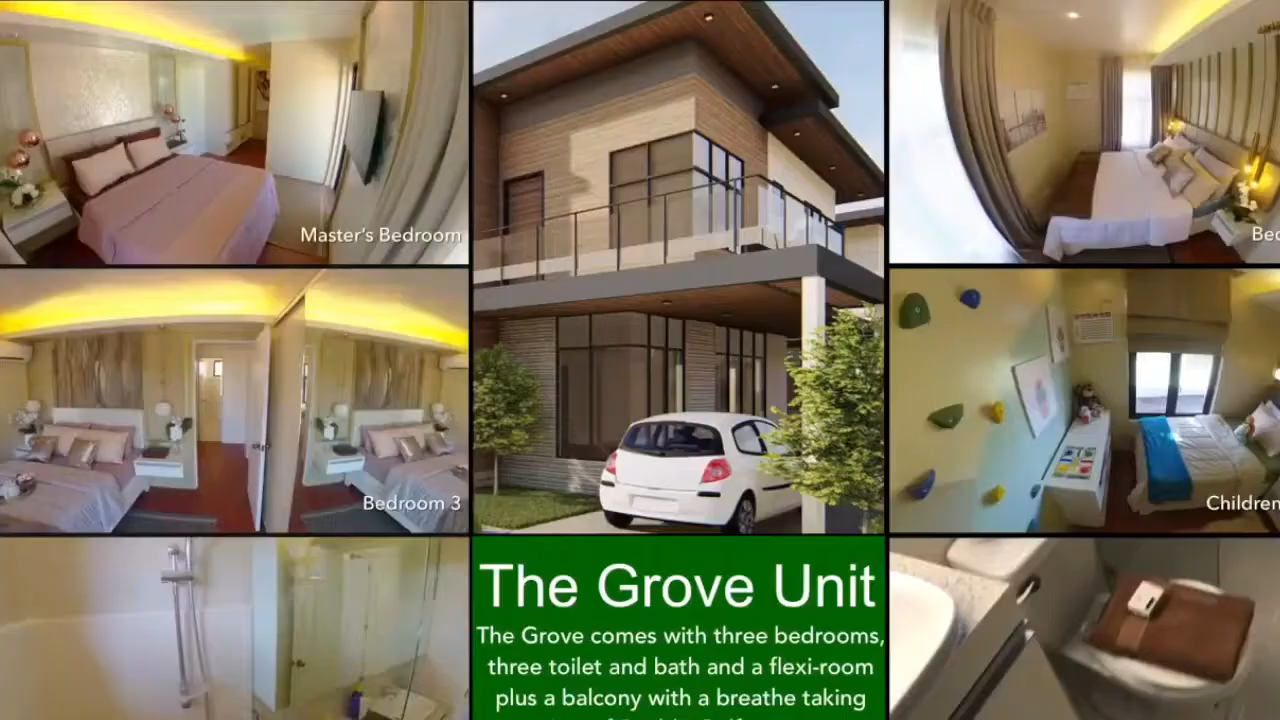 Master's Bedroom
Bedroom 3
Children
The Grove Unit
The Grove comes with three bedrooms,
three toilet and bath and a flexi-room
plus a balcony with a breathe taking